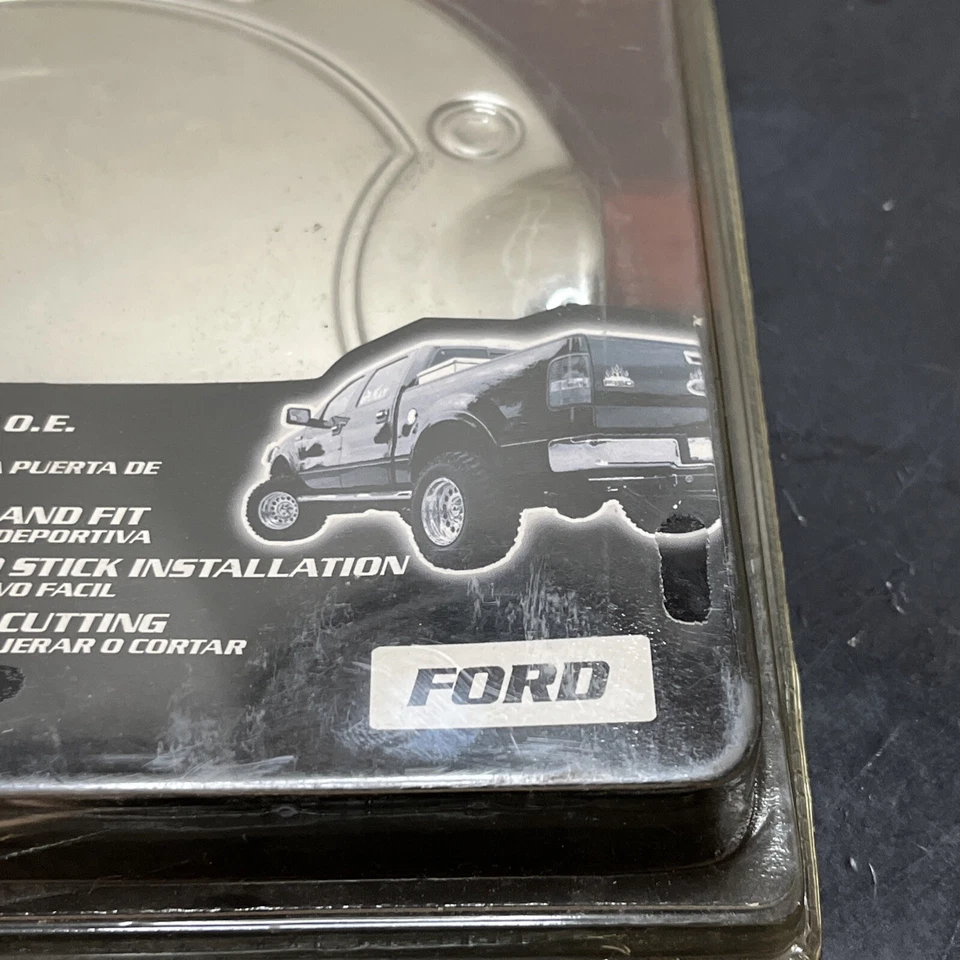 O.E.
A PUERTA DE
AND FIT
DEPORTIVA
STICK INSTALLATION
VO FACIL
CUTTING
JERAR O CORTAR
FORD